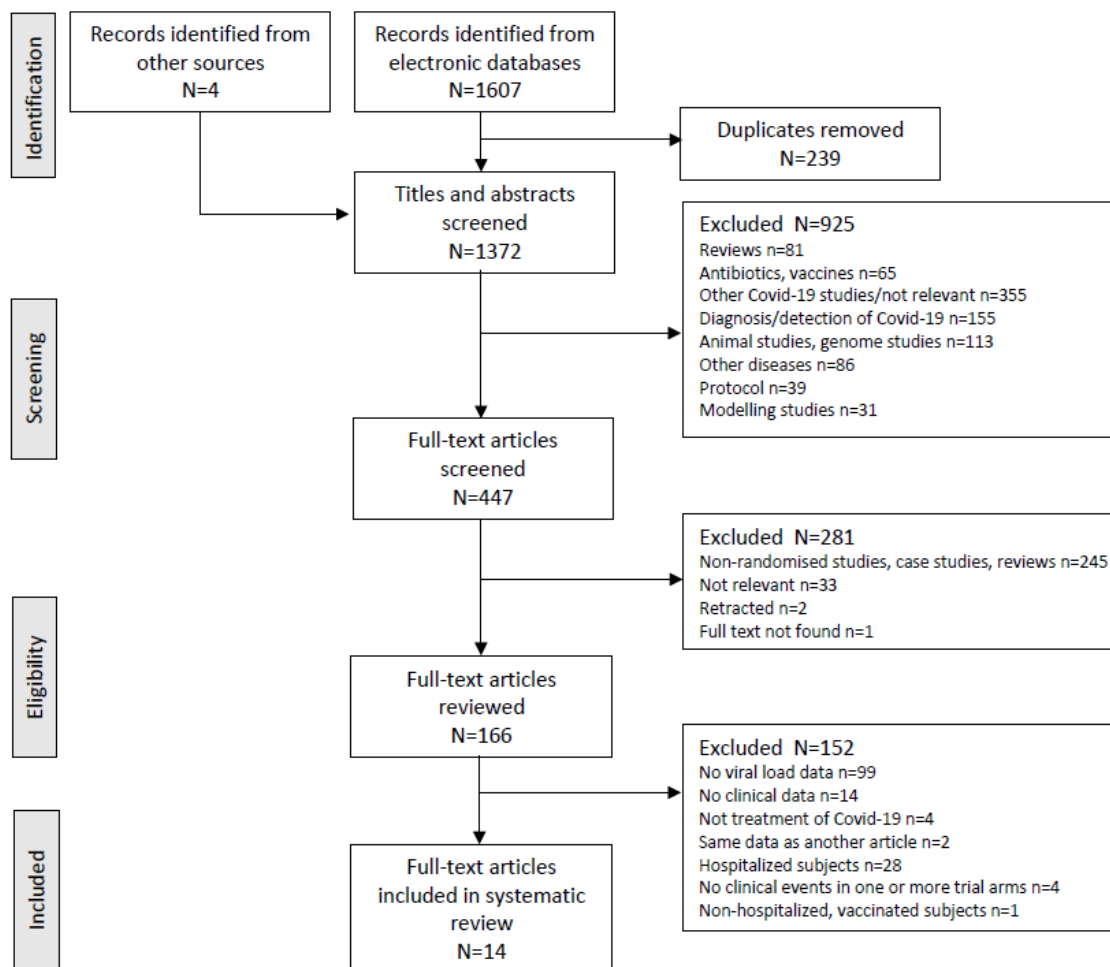 Identification
Records identified from
other sources
N=4
Records identified from
electronic databases
N=1607
Duplicates removed
N=239
Titles and abstracts
screened
N=1372
Screening
Excluded N=925
Reviews n=81
Antibiotics, vaccines n=65
Other Covid-19 studies/not relevant n=355
Diagnosis/detection of Covid-19 n=155
Animal studies, genome studies n=113
Other diseases n=86
Protocol n=39
Modelling studies n=31
Full-text articles
screened
N=447
Excluded N=281
Non-randomised studies, case studies, reviews n=245
Not relevant n=33
Retracted n=2
Full text not found n=1
Eligibility
Full-text articles
reviewed
N=166
Excluded N=152
No viral load data n=99
No clinical data n=14
Not treatment of Covid-19 n=4
Same data as another article n=2
Hospitalized subjects n=28
No clinical events in one or more trial arms n=4
Non-hospitalized, vaccinated subjects n=1
Included
Full-text articles
included in systematic
review
N=14